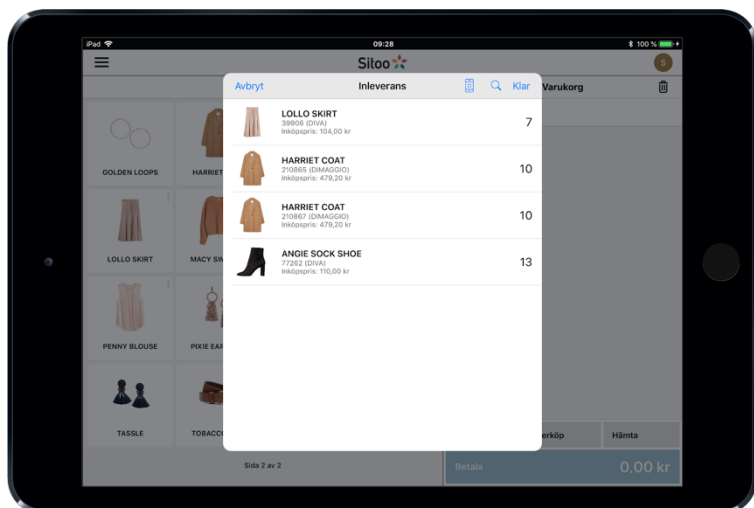 iPad
09:28
100 %
Sitoo
S
Avbryt
Inleverans
Klar
Varukorg
LOLLO SKIRT
39906 (DIVA)
Inköpspris: 104,00 kr
7
HARRIET COAT
210865 (DIMAGGIO)
Inköpspris: 479,20 kr
10
HARRIET COAT
210867 (DIMAGGIO)
Inköpspris: 479,20 kr
10
ANGIE SOCK SHOE
77262 (DIVA)
Inköpspris: 110,00 kr
13
GOLDEN LOOPS
HARRIET
LOLLO SKIRT
MACY SW
PENNY BLOUSE
PIXIE EAR
TASSLE
TOBACC
Sida 2 av 2
erköp
Hämta
Betala
0,00 kr